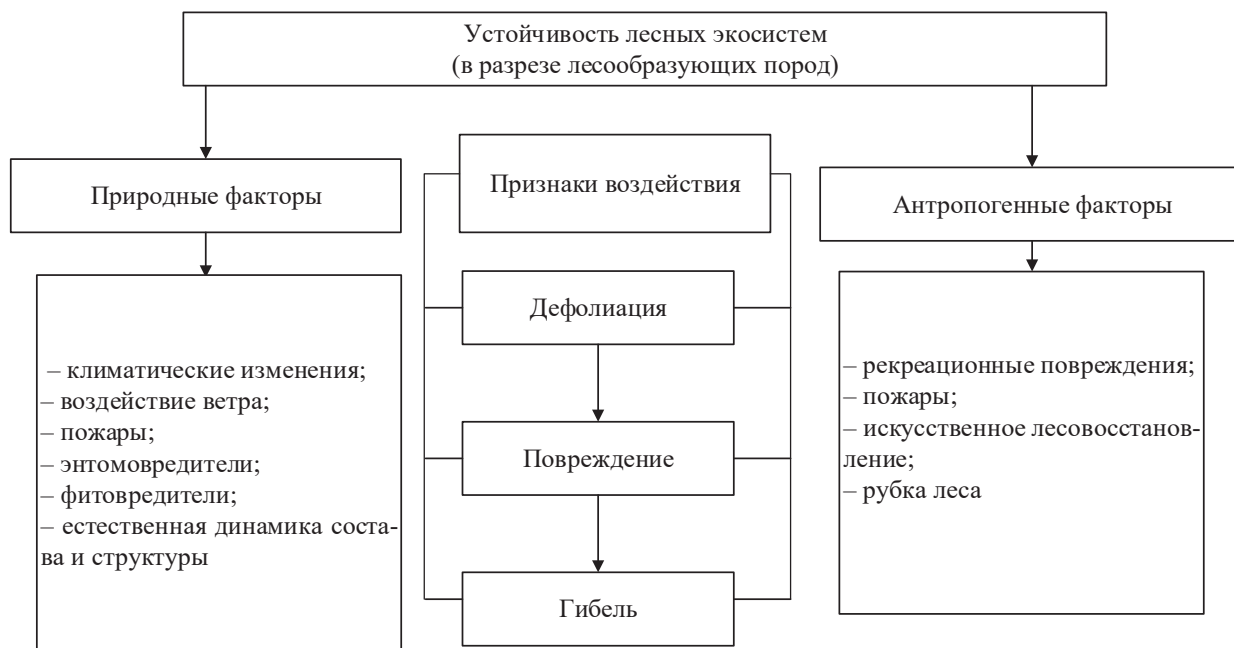 Устойчивость лесных экосистем
(в разрезе лесообразующих пород)
Природные факторы
Признаки воздействия
Антропогенные факторы
– климатические изменения;
– воздействие ветра;
– пожары;
– энтомовредители;
– фитовредители;
– естественная динамика соста-
ва и структуры
Дефолиация
Повреждение
Гибель
– рекреационные повреждения;
– пожары;
– искусственное лесовосстанов-
ление;
– рубка леса